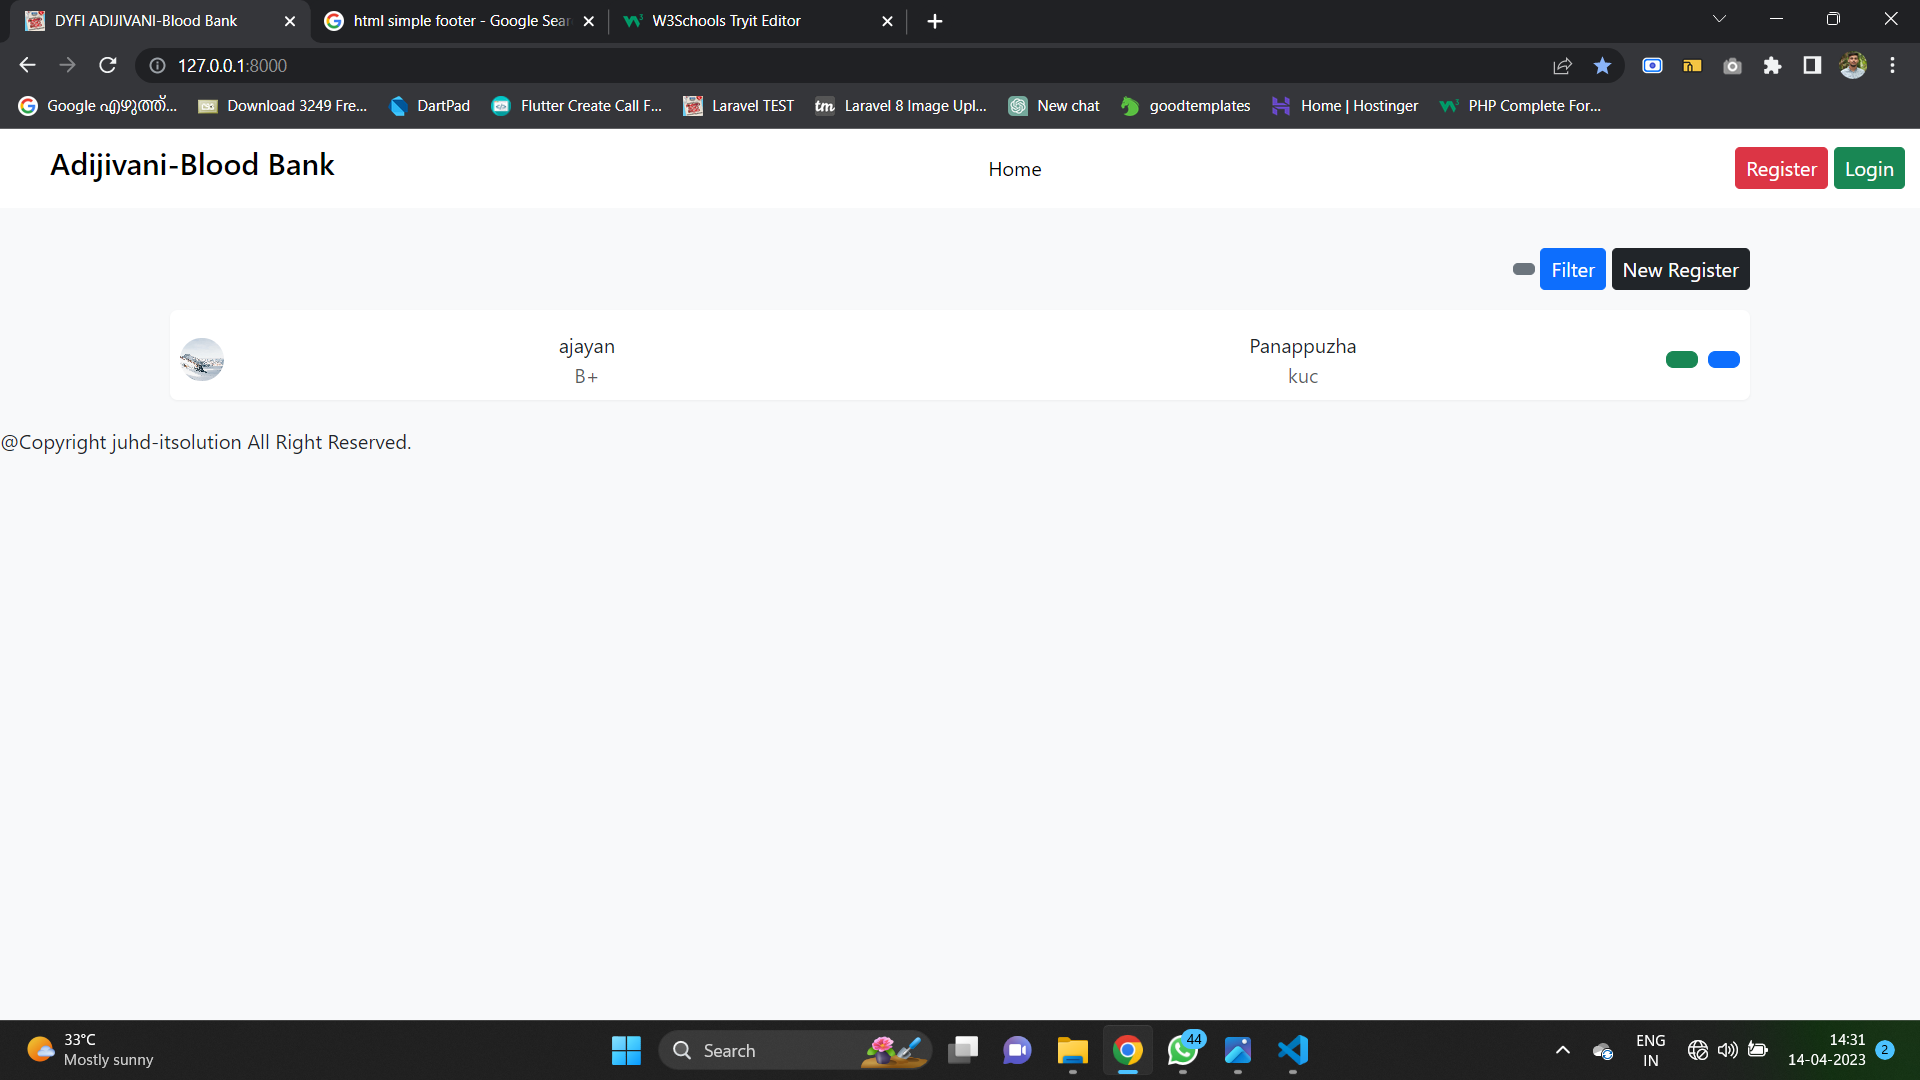 DYFI ADIJIVANI-Blood Bank
html simple footer - Google Sear
W3Schools Tryit Editor
127.0.0.1:8000
Google എഴുത്ത്...
Download 3249 Fre...
DartPad
Flutter Create Call F...
Laravel TEST
tm
Laravel 8 Image Upl...
New chat
goodtemplates
Home | Hostinger
PHP Complete For...
Adijivani-Blood Bank
Home
Register
Login
Filter
New Register
ajayan
Panappuzha
B+
kuc
@Copyright juhd-itsolution All Right Reserved.
33°C
Mostly sunny
Search
44
ENG
IN
14:31
14-04-2023
2